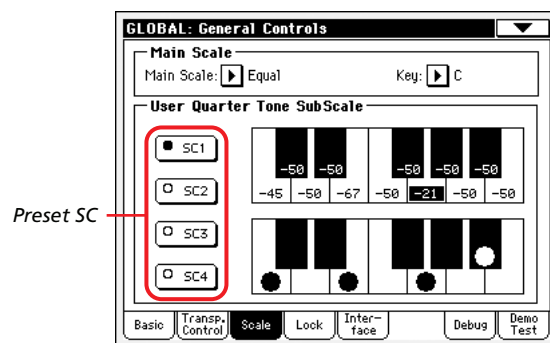 GLOBAL: General Controls
Main Scale
Main Scale: Equal Key: C
User Quarter Tone SubScale
SC1
-50 -50 -50 -50 -50
-45 -50 -67 -50 -21 -50 -50
SC2
Preset SC
SC3
SC4
Basic Transp. Control Scale Lock Inter-face Debug Demo Test